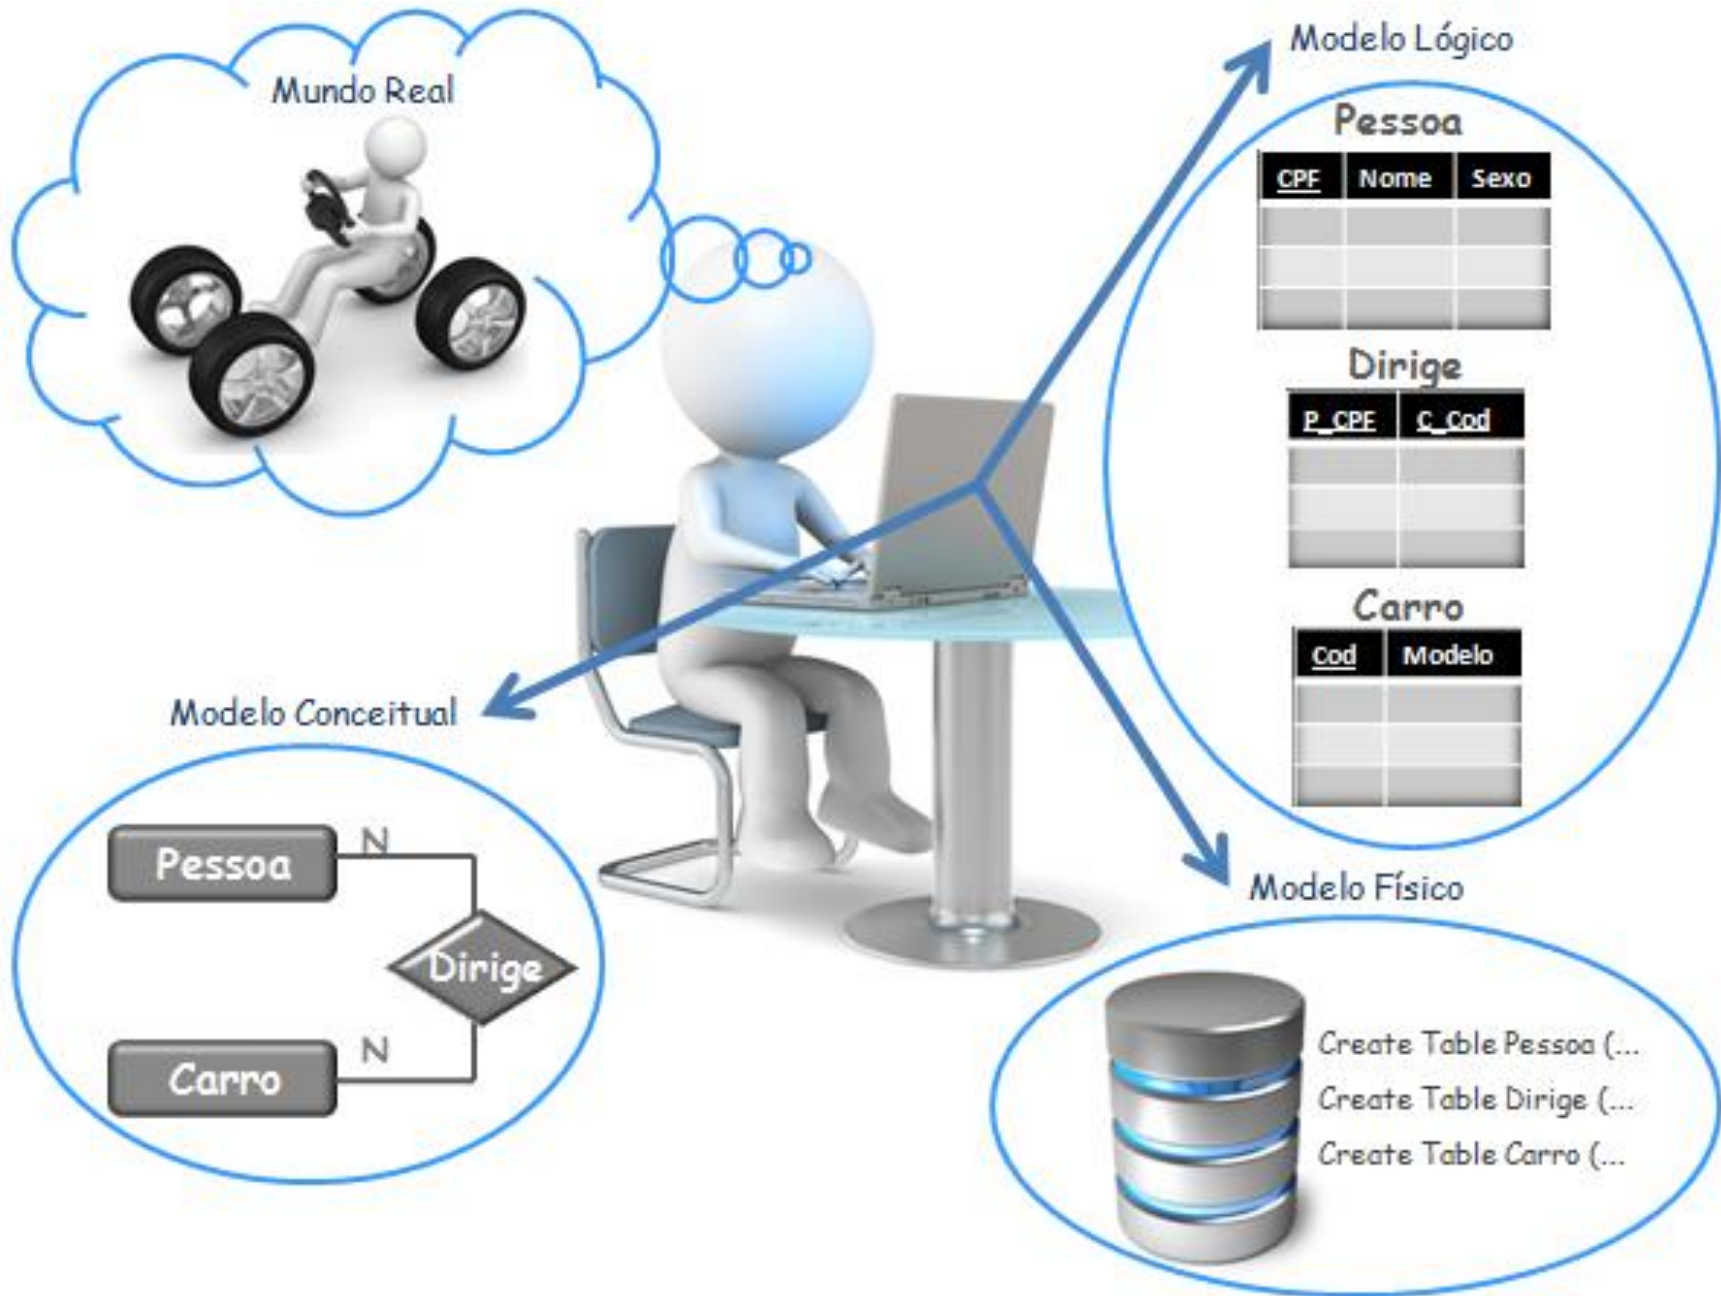 Mundo Real
Modelo Lógico
Pessoa
CPF Nome Sexo
Dirige
P_CPF C_Cod
Carro
Cod Modelo
Modelo Conceitual
Pessoa
N
Dirige
N
Carro
Modelo Físico
Create Table Pessoa (...
Create Table Dirige (...
Create Table Carro (...